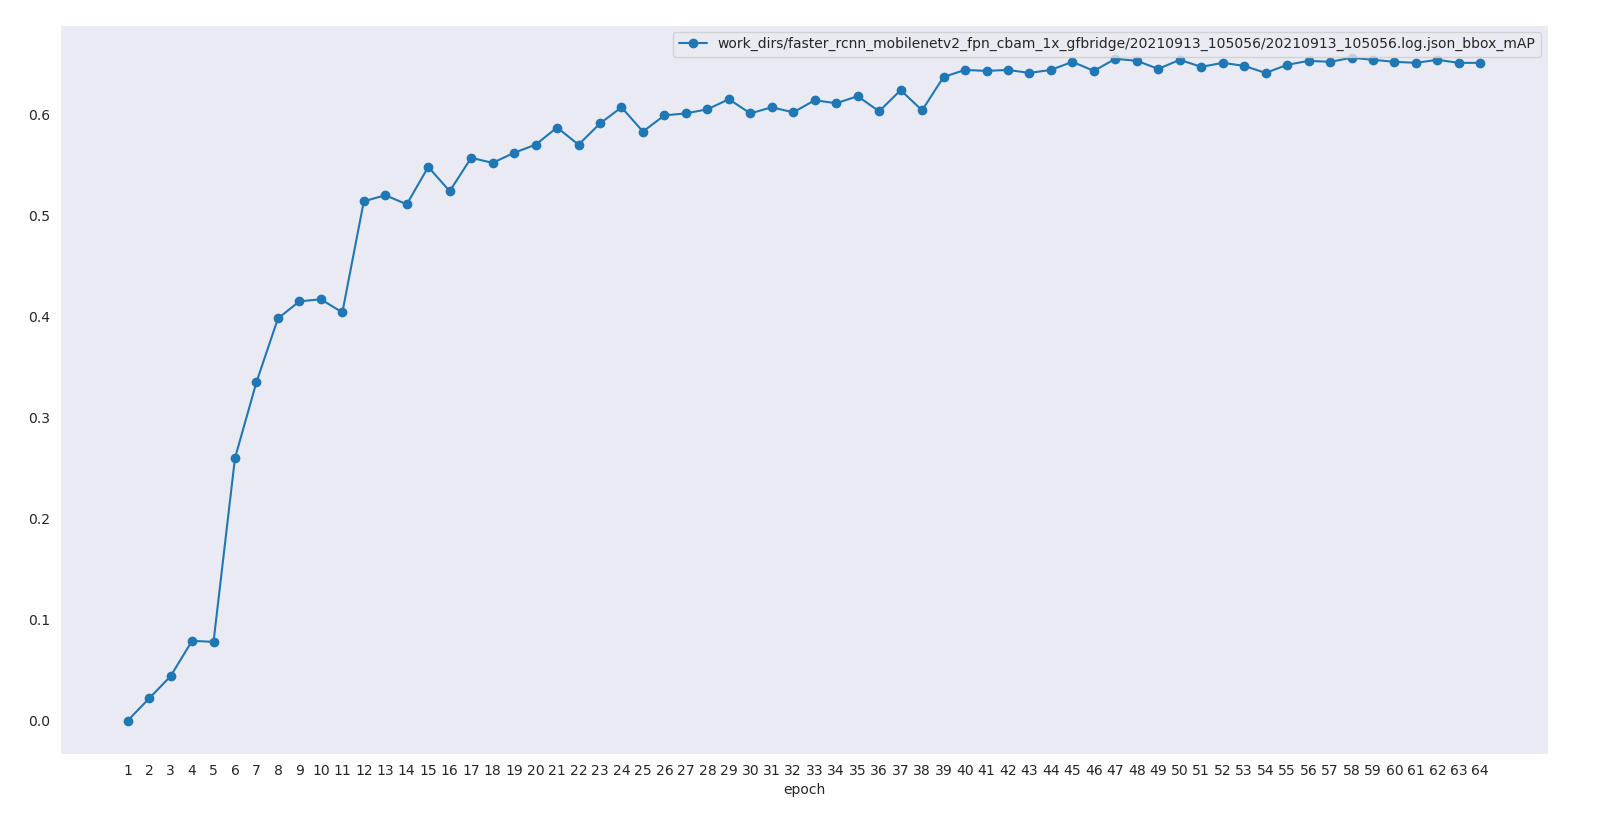 work_dirs/faster_rcnn_mobilenetv2_fpn_cbam_1x_gfbridge/20210913_105056/20210913_105056.log.json_bbox_mAP
0.6
0.5
0.4
0.3
0.2
0.1
0.0
1 2 3 4 5 6 7 8 9 10 11 12 13 14 15 16 17 18 19 20 21 22 23 24 25 26 27 28 29 30 31 32 33 34 35 36 37 38 39 40 41 42 43 44 45 46 47 48 49 50 51 52 53 54 55 56 57 58 59 60 61 62 63 64
epoch